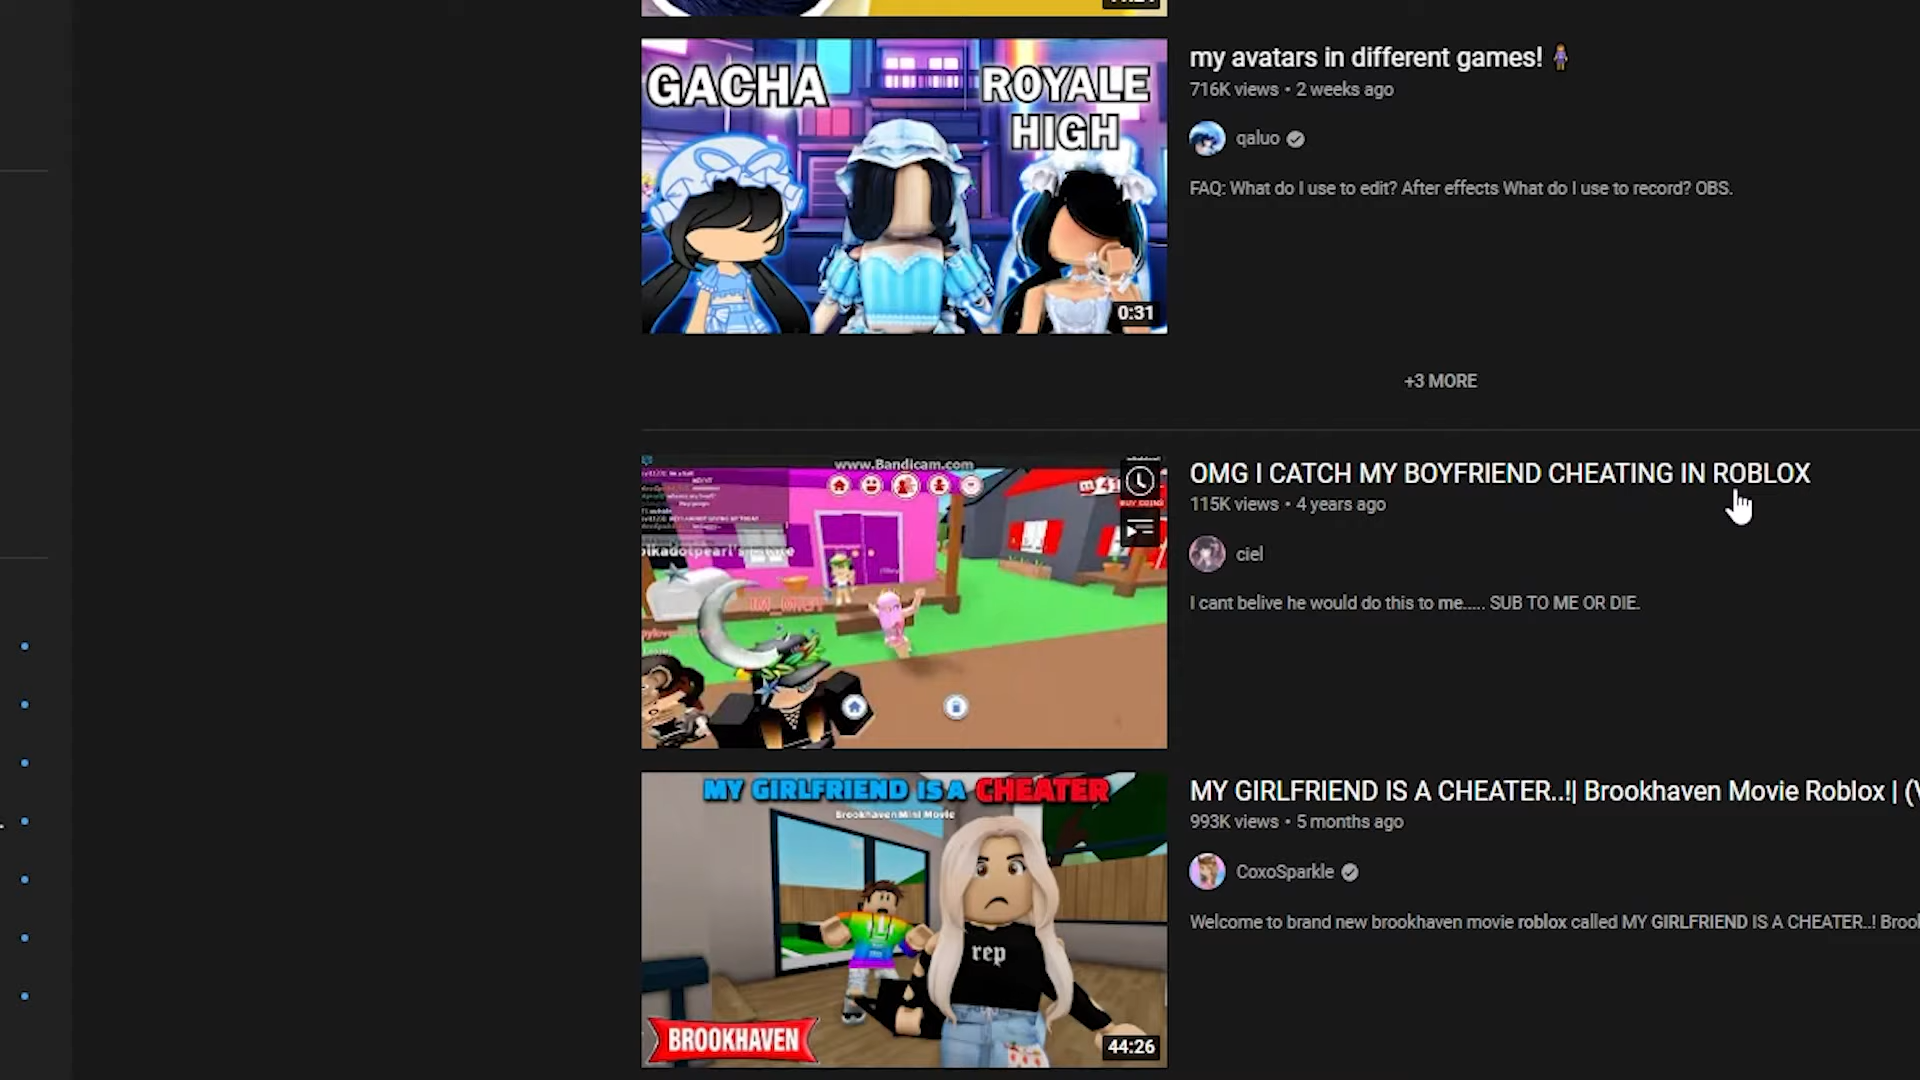 my avatars in different games! 🧍‍♀️
716K views • 2 weeks ago
qaluo
FAQ: What do I use to edit? After effects What do I use to record? OBS.
GACHA
ROYALE
HIGH
0:31
+3 MORE
www.Bandicam.com
BUY COINS
OMG I CATCH MY BOYFRIEND CHEATING IN ROBLOX
115K views • 4 years ago
ciel
I cant belive he would do this to me..... SUB TO ME OR DIE.
MY GIRLFRIEND IS A CHEATER
Brookhaven Mini Movie
rep
BROOKHAVEN
44:26
MY GIRLFRIEND IS A CHEATER..!| Brookhaven Movie Roblox | (
993K views • 5 months ago
CoxoSparkle
Welcome to brand new brookhaven movie roblox called MY GIRLFRIEND IS A CHEATER..! Broo